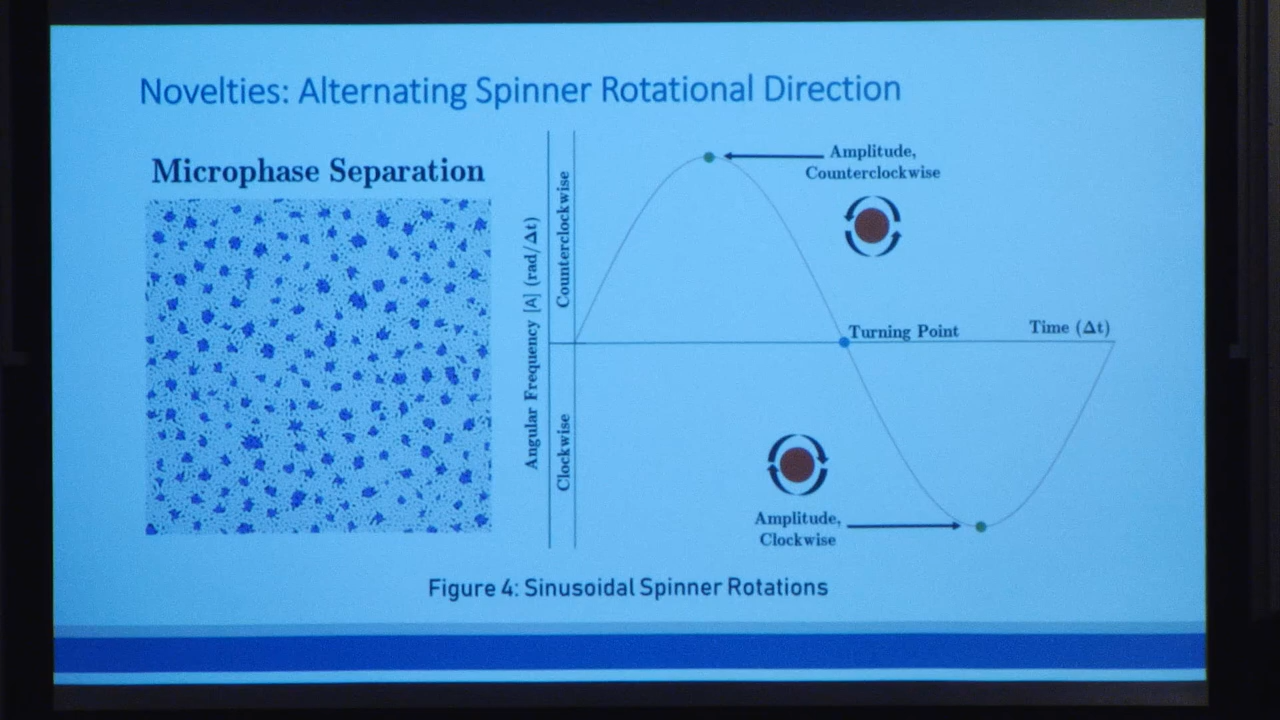 Novelties: Alternating Spinner Rotational Direction
Microphase Separation
Angular Frequency [A] (rad/Δt)
Counterclockwise
Clockwise
Amplitude,
Counterclockwise
Turning Point
Time (Δt)
Amplitude,
Clockwise
Figure 4: Sinusoidal Spinner Rotations